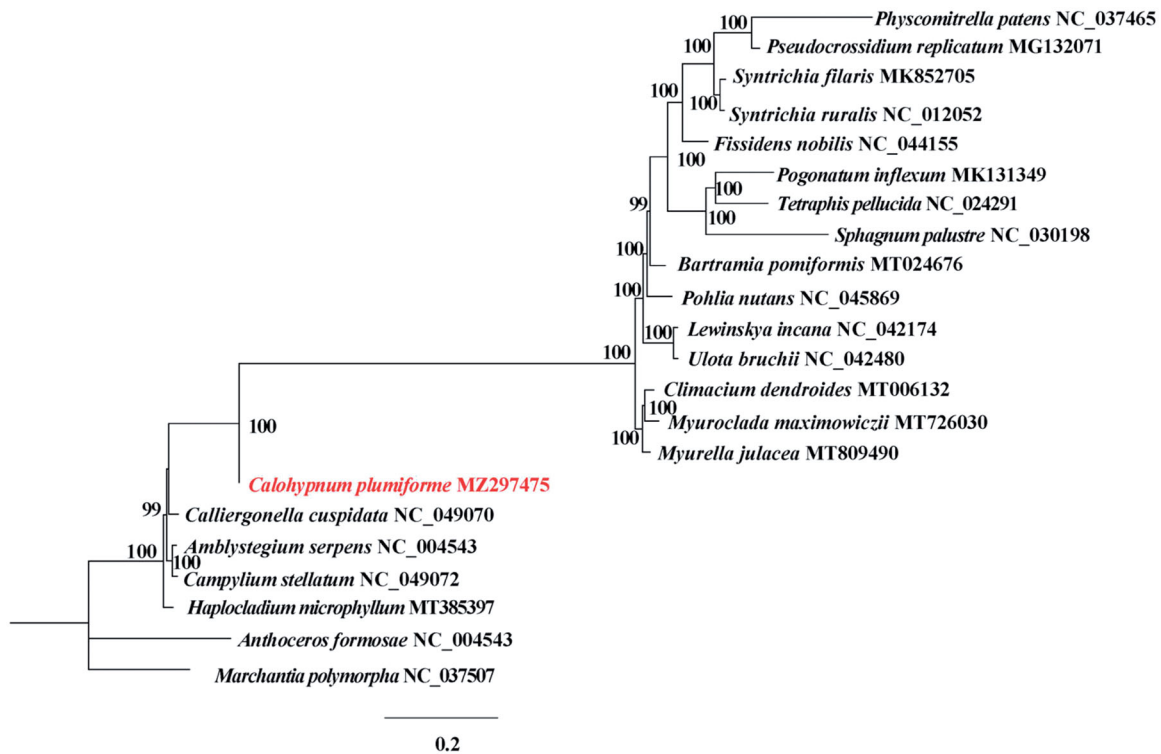 100
Physcomitrella patens NC_037465
100
Pseudocrossidium replicatum MG132071
Syntrichia filaris MK852705
100
100
Syntrichia ruralis NC_012052
Fissidens nobilis NC_044155
100
Pogonatum inflexum MK131349
100
Tetraphis pellucida NC_024291
99
100
Sphagnum palustre NC_030198
100
Bartramia pomiformis MT024676
100
Pohlia nutans NC_045869
Lewinskya incana NC_042174
100
100
Ulota bruchii NC_042480
Climacium dendroides MT006132
100
Myuroclada maximowiczii MT726030
100
100
Myurella julacea MT809490
Calohypnum plumiforme MZ297475
99
Calliergonella cuspidata NC_049070
Amblystegium serpens NC_004543
100
100
Campylium stellatum NC_049072
Haplocladium microphyllum MT385397
Anthoceros formosae NC_004543
Marchantia polymorpha NC_037507
0.2